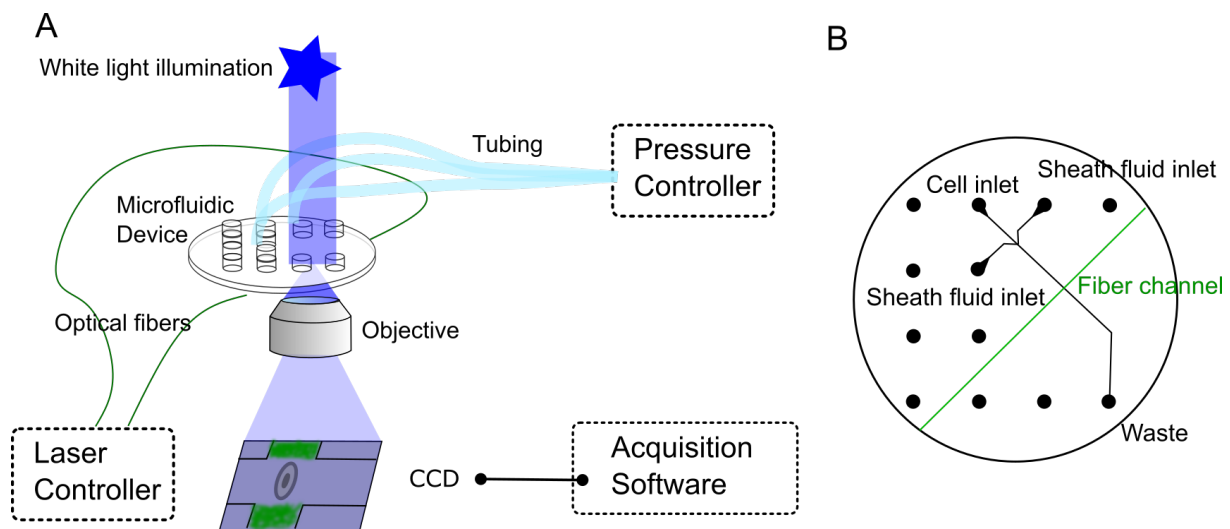 A
White light illumination
Tubing
Pressure
Controller
Microfluidic
Device
Optical fibers
Objective
Laser
Controller
CCD
Acquisition
Software
B
Sheath fluid inlet
Cell inlet
Fiber channel
Sheath fluid inlet
Waste